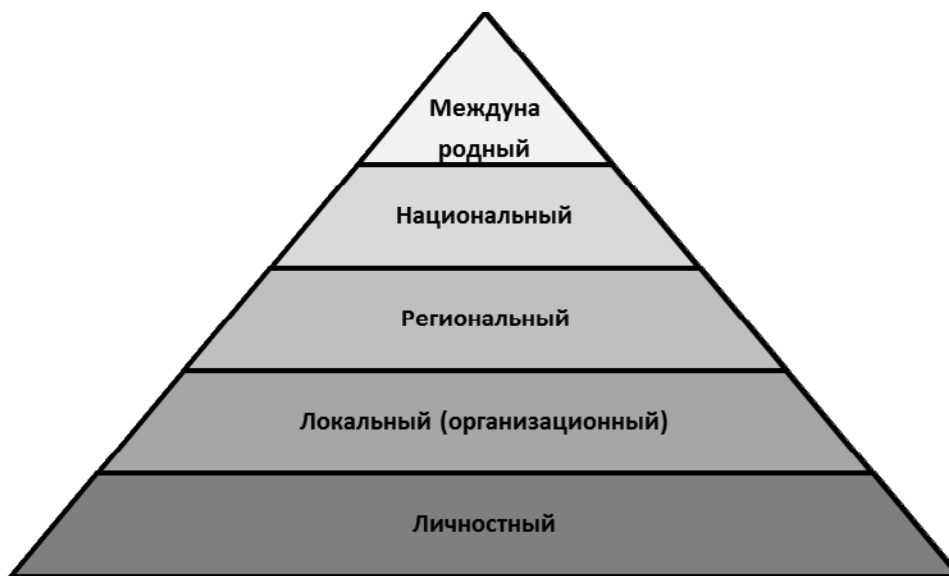 Междуна
родный
Национальный
Региональный
Локальный (организационный)
Личностный